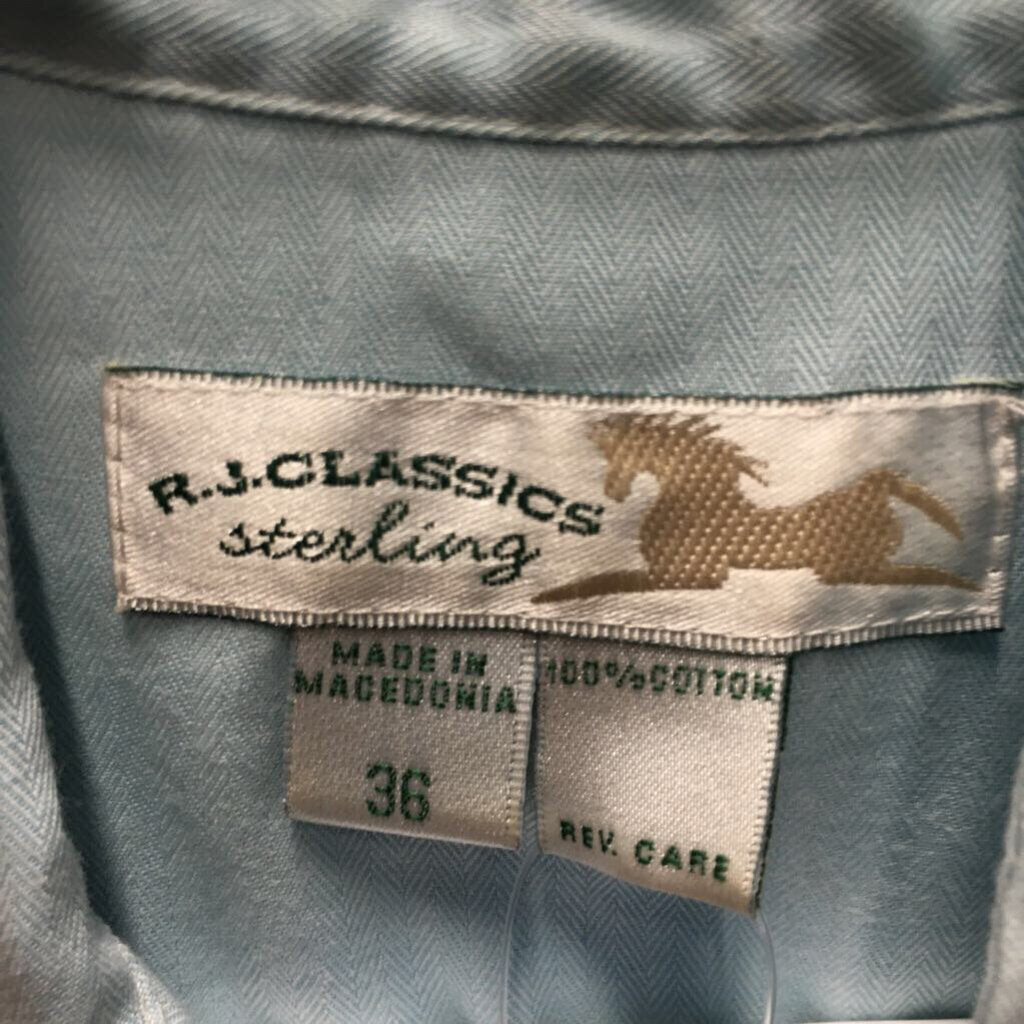 R.J.CLASSICS
sterling
MADE IN
MACEDONIA
36
100%COTTON
REV. CARE